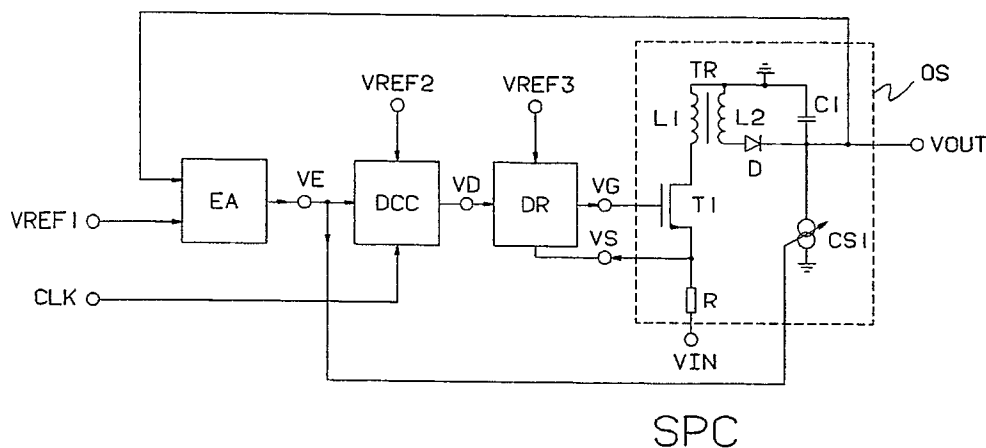 OS
TR
VREF2
VREF3
L1
L2
C1
D
VOUT
EA
VE
DCC
VD
DR
VG
T1
VREF1
VS
CS1
CLK
R
VIN
SPC